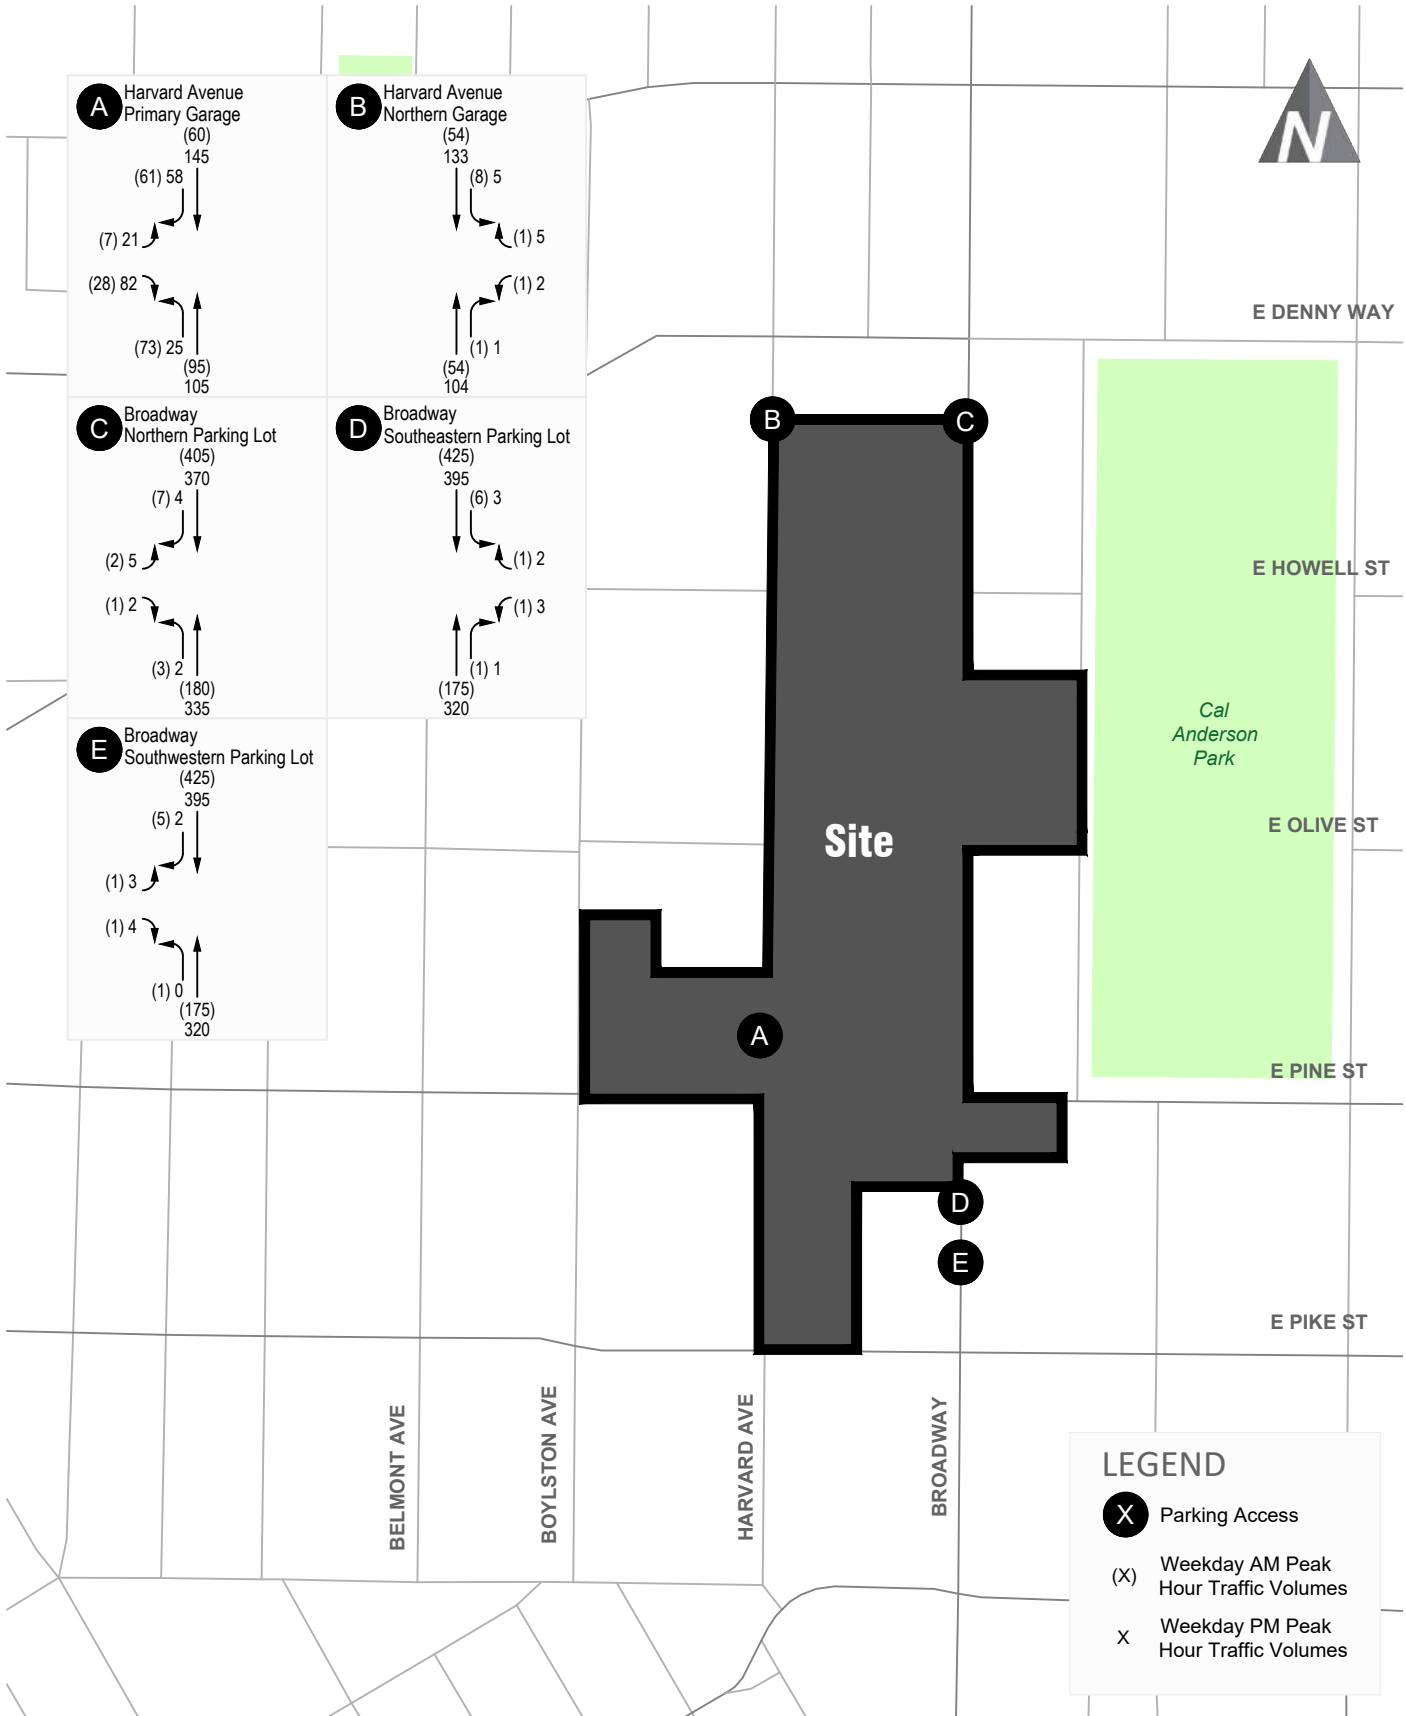 A
Harvard Avenue
Primary Garage
(60)
145
(61) 58
(7) 21
(28) 82
(73) 25
(95)
105
B
Harvard Avenue
Northern Garage
(54)
133
(8) 5
(1) 5
(1) 2
(1) 1
(54)
104
C
Broadway
Northern Parking Lot
(405)
370
(7) 4
(2) 5
(1) 2
(3) 2
(180)
335
D
Broadway
Southeastern Parking Lot
(425)
395
(6) 3
(1) 2
(1) 3
(1) 1
(175)
320
E
Broadway
Southwestern Parking Lot
(425)
395
(5) 2
(1) 3
(1) 4
(1) 0
(175)
320
N
E DENNY WAY
B
C
E HOWELL ST
Cal
Anderson
Park
E OLIVE ST
Site
A
E PINE ST
D
E
E PIKE ST
BELMONT AVE
BOYLSTON AVE
HARVARD AVE
BROADWAY
LEGEND
X Parking Access
(X) Weekday AM Peak
Hour Traffic Volumes
X Weekday PM Peak
Hour Traffic Volumes